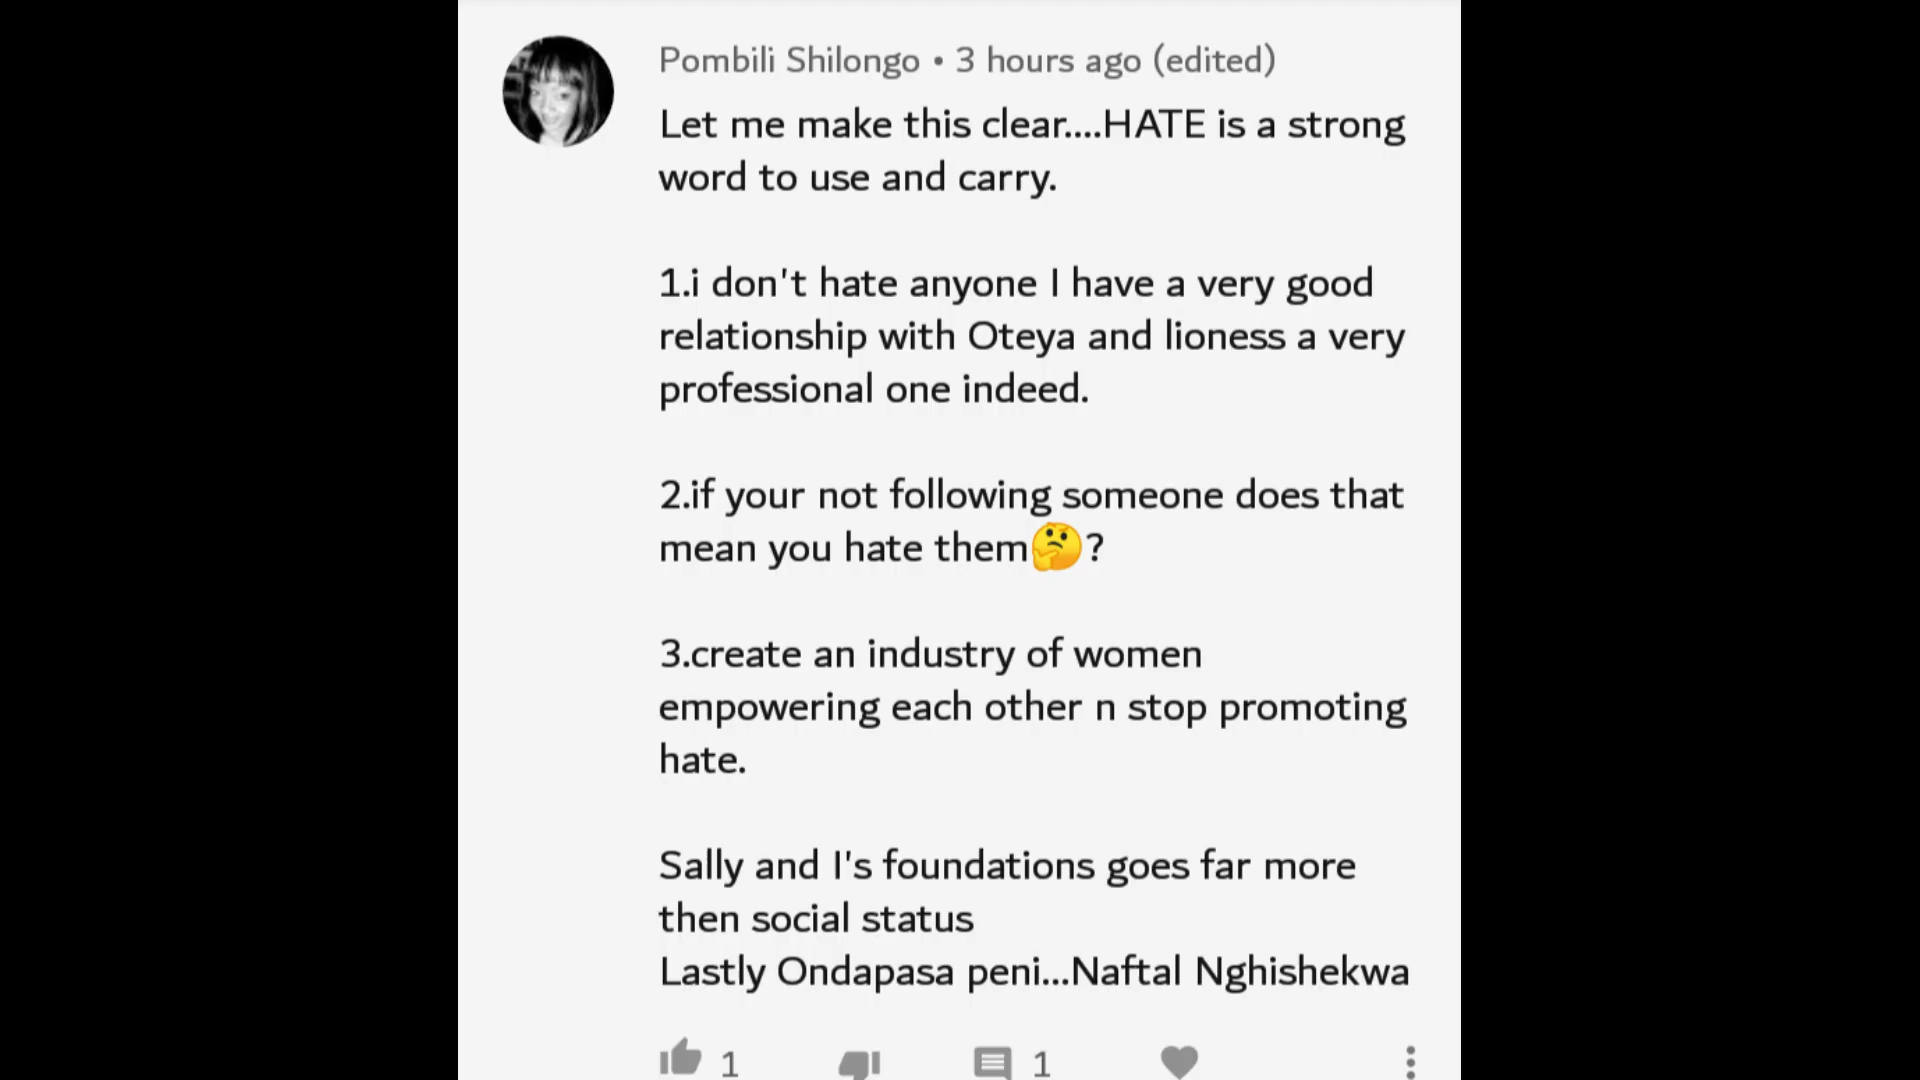 Pombili Shilongo • 3 hours ago (edited)
Let me make this clear....HATE is a strong
word to use and carry.
1.i don't hate anyone I have a very good
relationship with Oteya and lioness a very
professional one indeed.
2.if your not following someone does that
mean you hate them🤔?
3.create an industry of women
empowering each other n stop promoting
hate.
Sally and I's foundations goes far more
then social status
Lastly Ondapasa peni...Naftal Nghishekwa
1 1